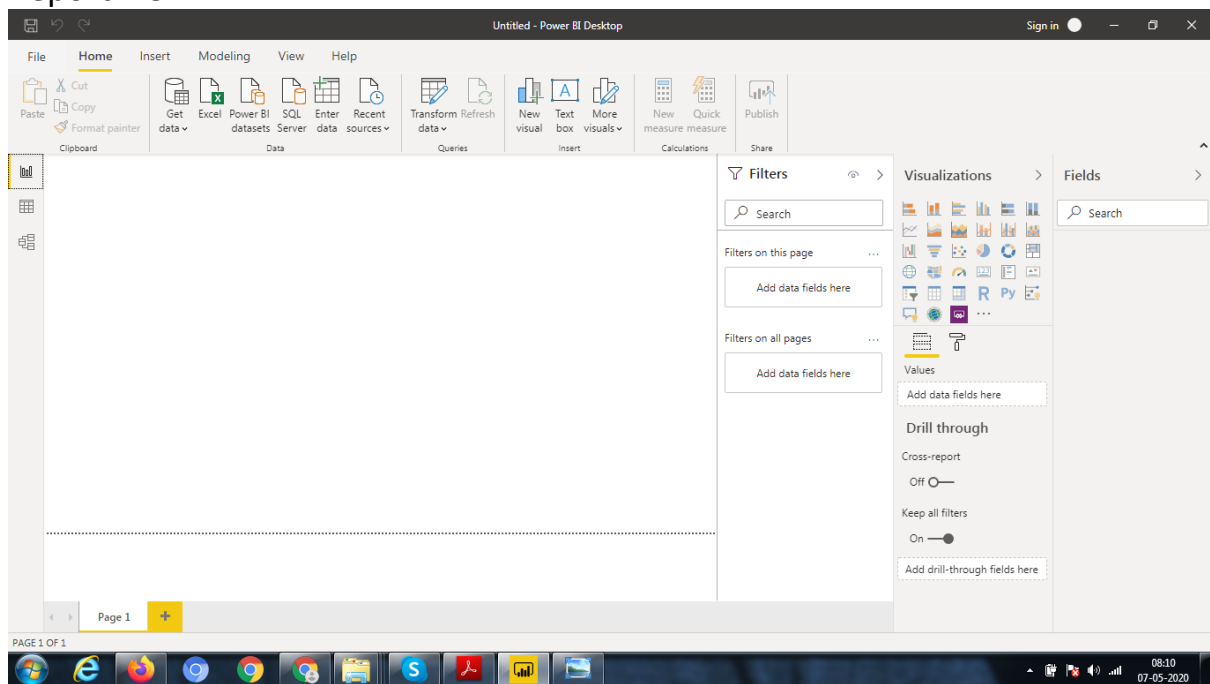 Untitled - Power BI Desktop
Sign in
File Home Insert Modeling View Help
Paste
Cut
Copy
Format painter
Clipboard
Get data
Excel
Power BI datasets
SQL Server
Enter data
Recent sources
Data
Transform data
Refresh
Queries
New visual
Text box
More visuals
Insert
New measure
Quick measure
Calculations
Publish
Share
Filters
Search
Filters on this page
...
Add data fields here
Filters on all pages
...
Add data fields here
Visualizations
123
R
Py
...
Values
Add data fields here
Drill through
Cross-report
Off
Keep all filters
On
Add drill-through fields here
Fields
Search
Page 1
+
PAGE 1 OF 1
08:10
07-05-2020